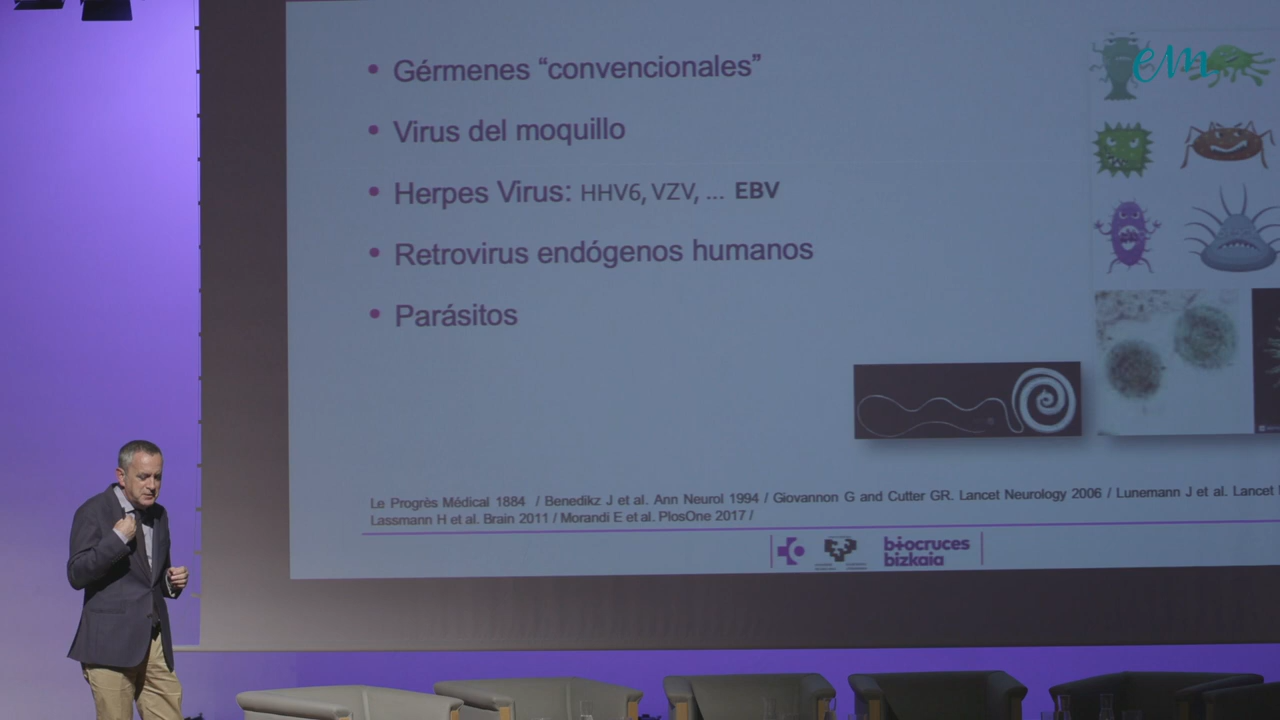 em
• Gérmenes “convencionales”
• Virus del moquillo
• Herpes Virus: HHV6, VZV, ... EBV
• Retrovirus endógenos humanos
• Parásitos
Le Progrès Médical 1884 / Benedikz J et al. Ann Neurol 1994 / Giovannon G and Cutter GR. Lancet Neurology 2006 / Lunemann J et al. Lancet
Lassmann H et al. Brain 2011 / Morandi E et al. PlosOne 2017 /
biocruces
bizkaia